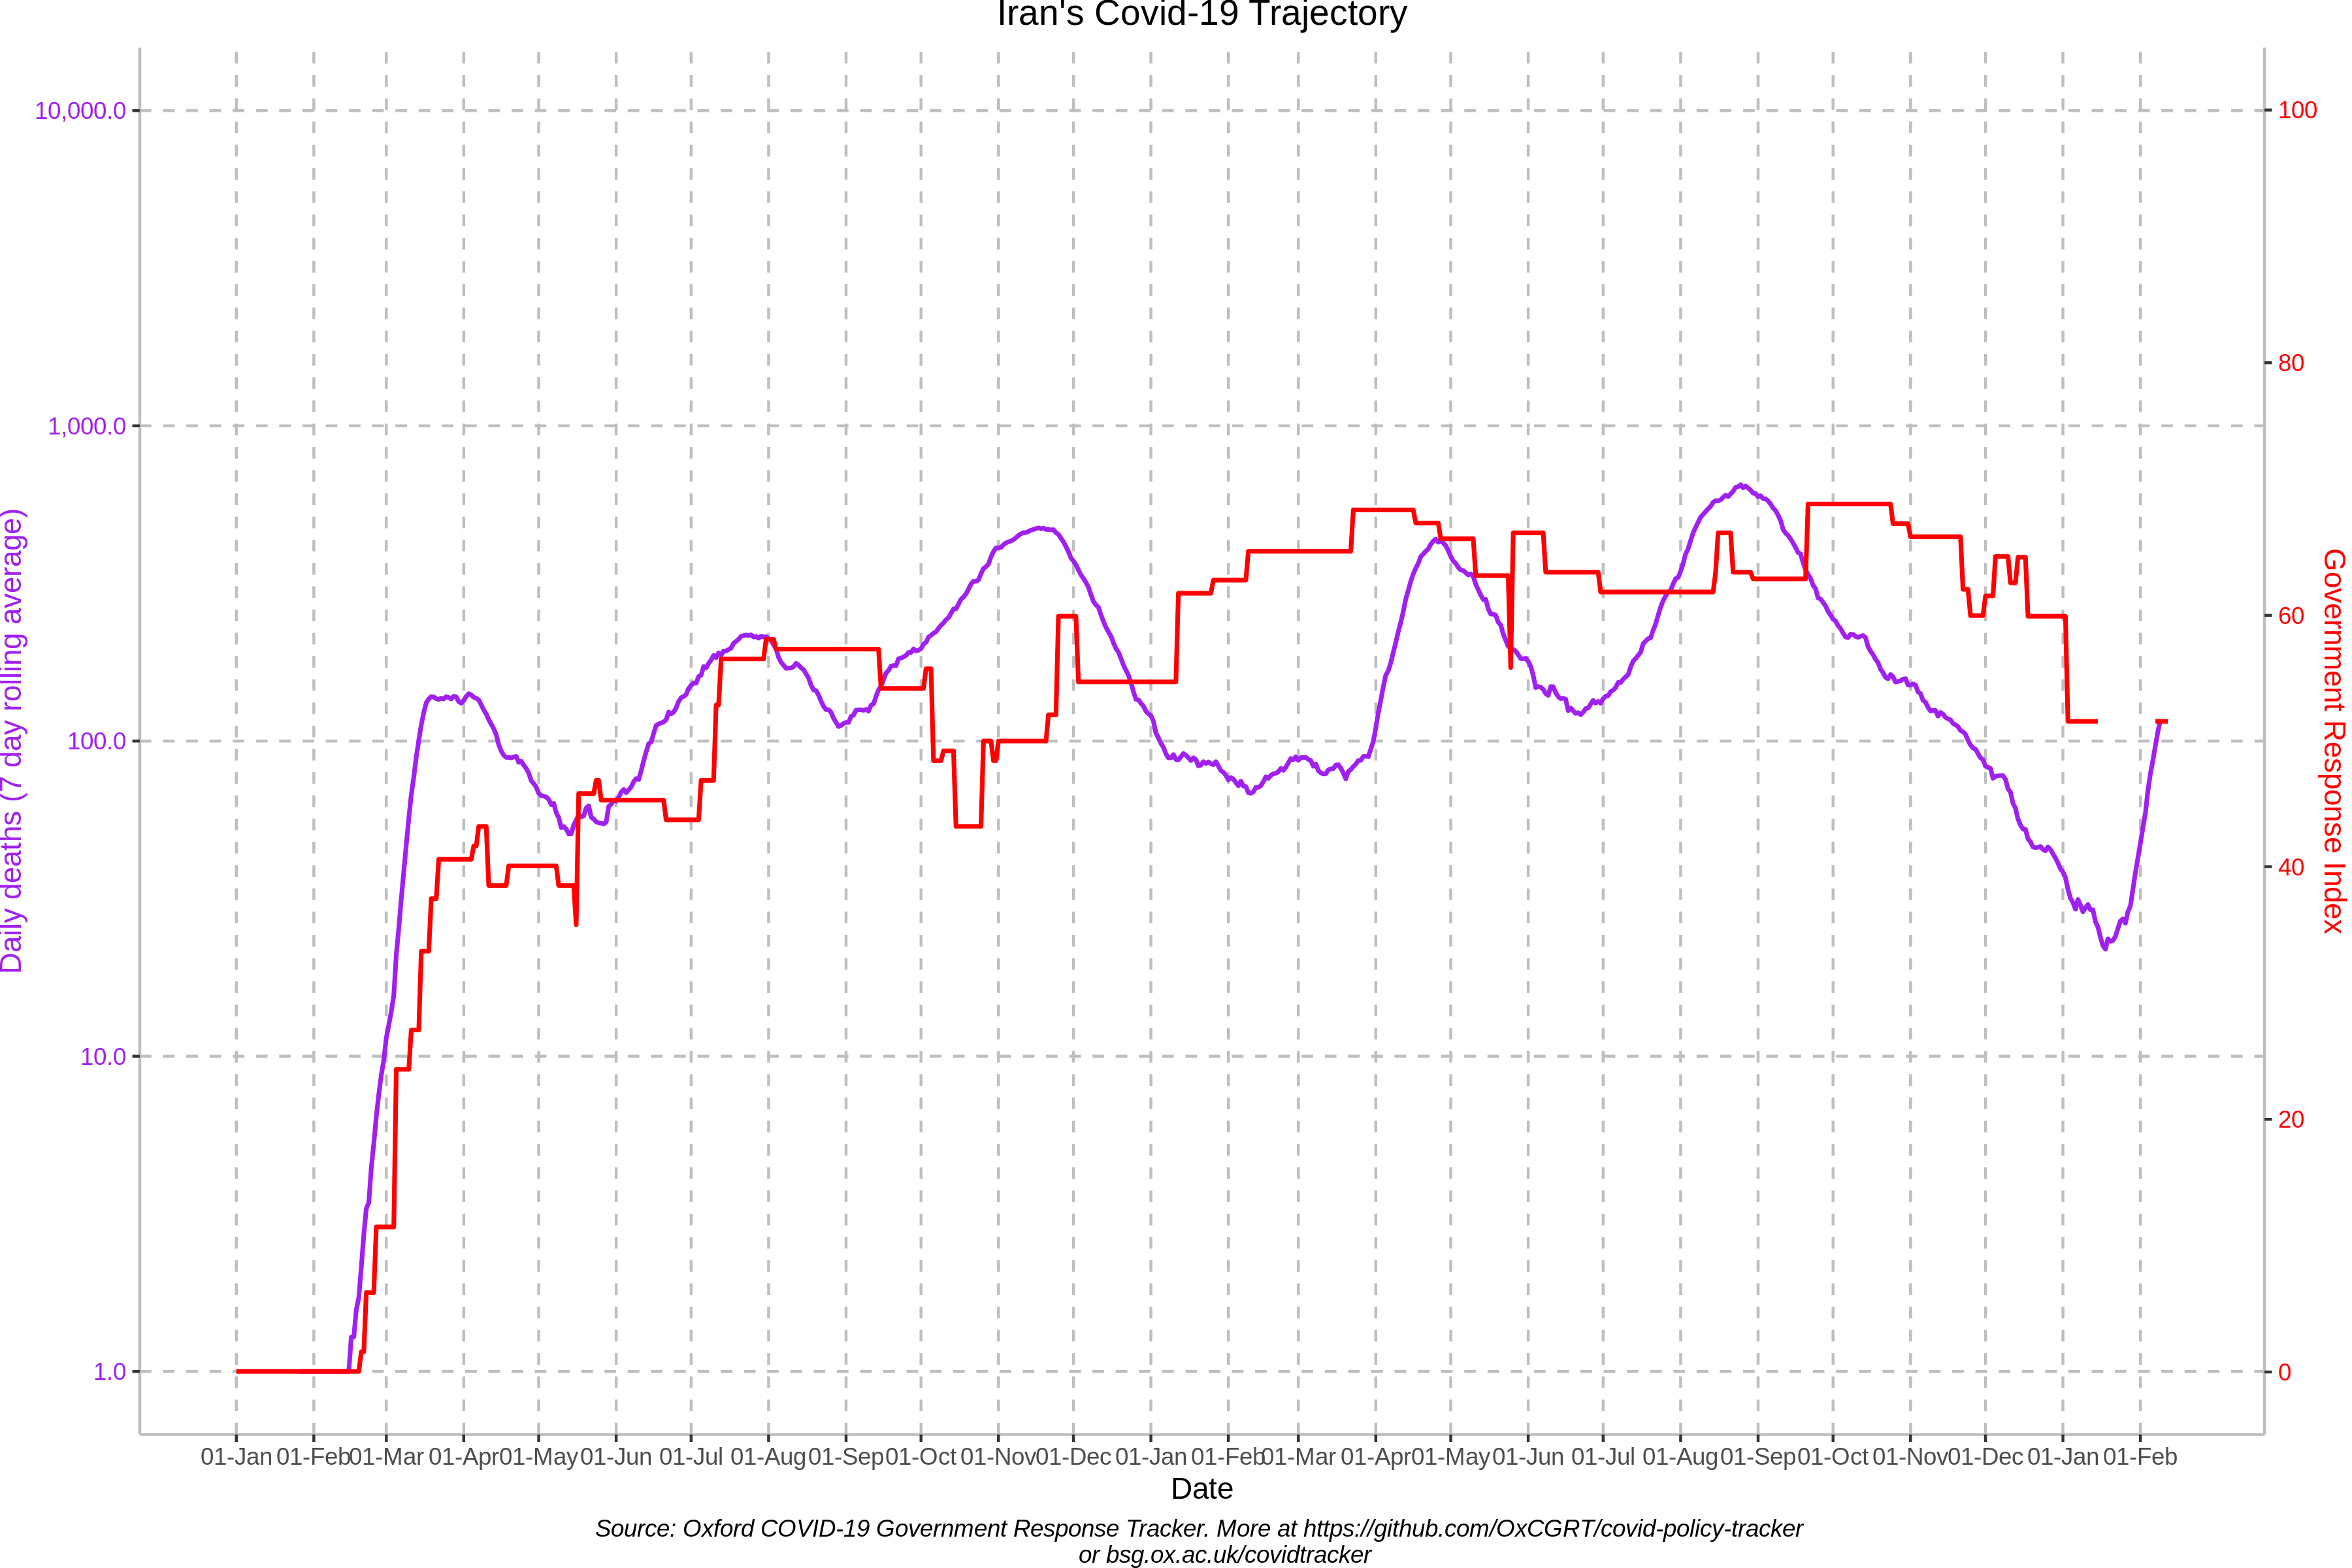 Iran's Covid-19 Trajectory
Daily deaths (7 day rolling average)
10,000.0
1,000.0
100.0
10.0
1.0
100
80
60
40
20
0
Government Response Index
01-Jan 01-Feb 01-Mar 01-Apr 01-May 01-Jun 01-Jul 01-Aug 01-Sep 01-Oct 01-Nov 01-Dec 01-Jan 01-Feb 01-Mar 01-Apr 01-May 01-Jun 01-Jul 01-Aug 01-Sep 01-Oct 01-Nov 01-Dec 01-Jan 01-Feb
Date
Source: Oxford COVID-19 Government Response Tracker. More at https://github.com/OxCGRT/covid-policy-tracker
or bsg.ox.ac.uk/covidtracker